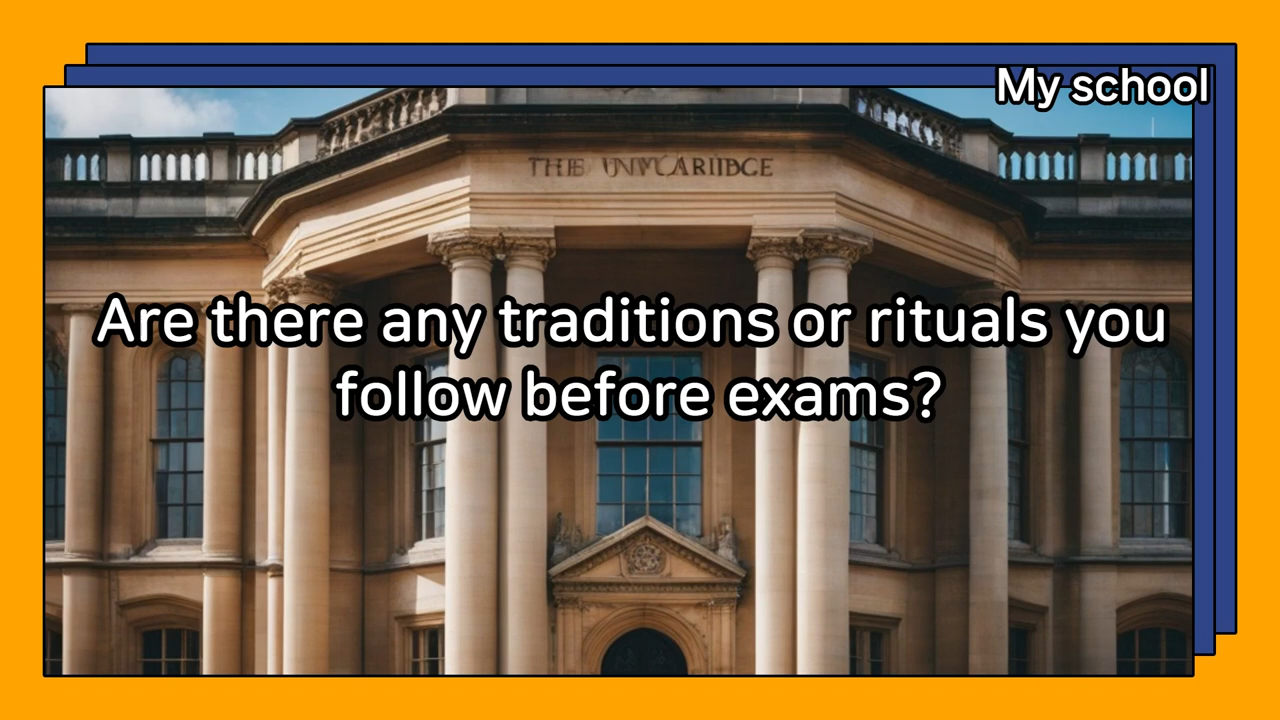 My school
THE
Are there any traditions or rituals you
follow before exams?